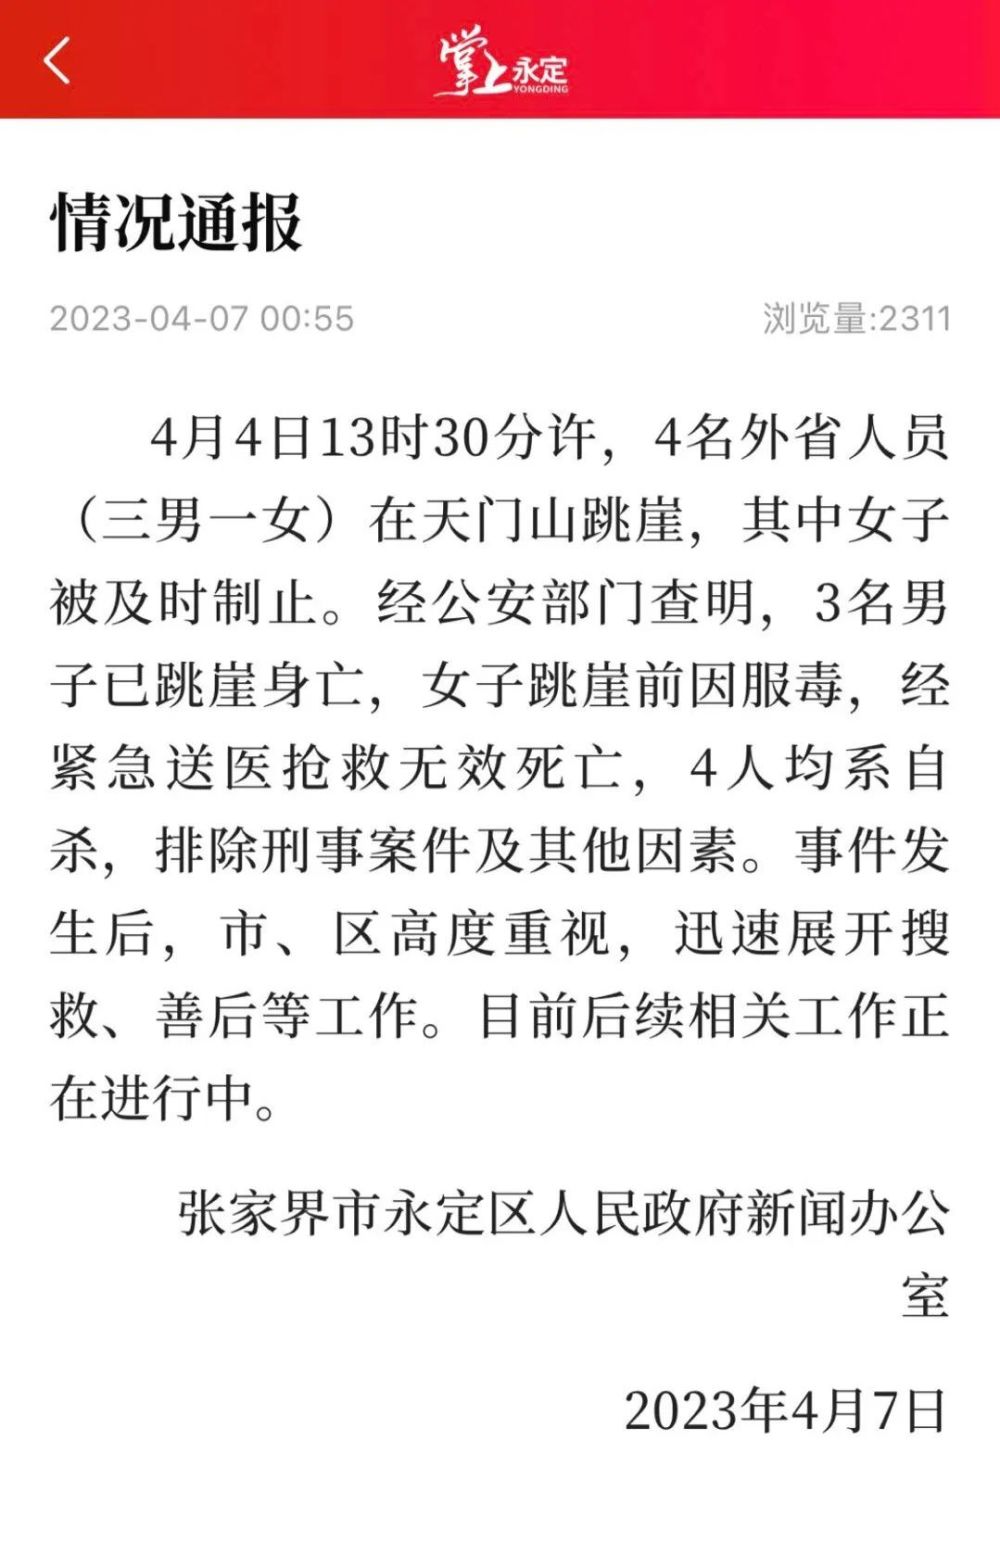 掌上永定
YONGDING
情况通报
2023-04-07 00:55
浏览量:2311
4月4日13时30分许，4名外省人员
（三男一女）在天门山跳崖，其中女子
被及时制止。经公安部门查明，3名男
子已跳崖身亡，女子跳崖前因服毒，经
紧急送医抢救无效死亡，4人均系自
杀，排除刑事案件及其他因素。事件发
生后，市、区高度重视，迅速展开搜
救、善后等工作。目前后续相关工作正
在进行中。
张家界市永定区人民政府新闻办公
室
2023年4月7日